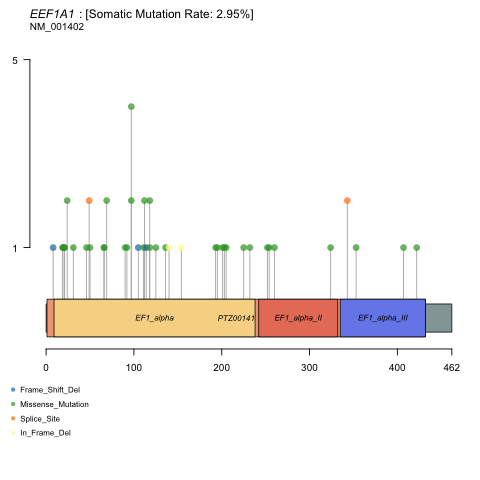 EEF1A1 : [Somatic Mutation Rate: 2.95%]
NM_001402
5
1
EF1_alpha PTZ00141 EF1_alpha_II EF1_alpha_III
0 100 200 300 400 462
Frame_Shift_Del
Missense_Mutation
Splice_Site
In_Frame_Del